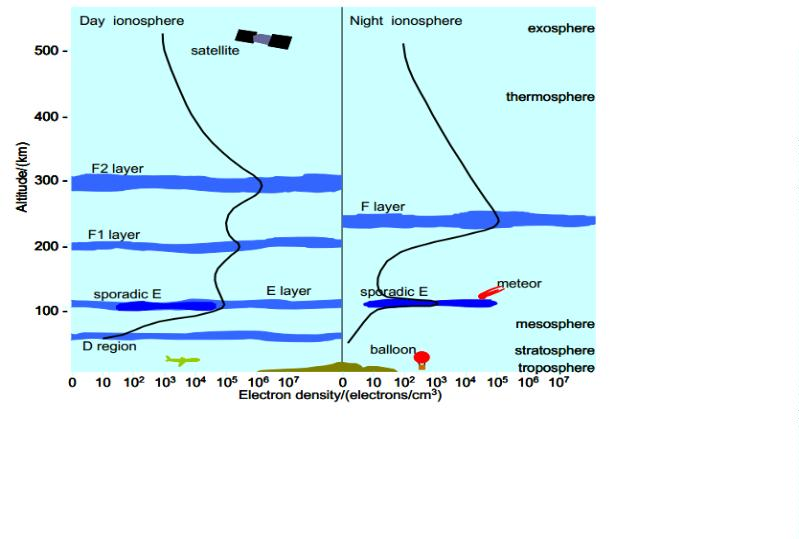 Day ionosphere
Night ionosphere
exosphere
satellite
500 -
thermosphere
400 -
Altitude/(km)
F2 layer
300 -
F layer
F1 layer
200 -
meteor
sporadic E
E layer
sporadic E
100 -
mesosphere
D region
balloon
stratosphere
troposphere
0 10 10² 10³ 10⁴ 10⁵ 10⁶ 10⁷ 0 10 10² 10³ 10⁴ 10⁵ 10⁶ 10⁷
Electron density/(electrons/cm³)